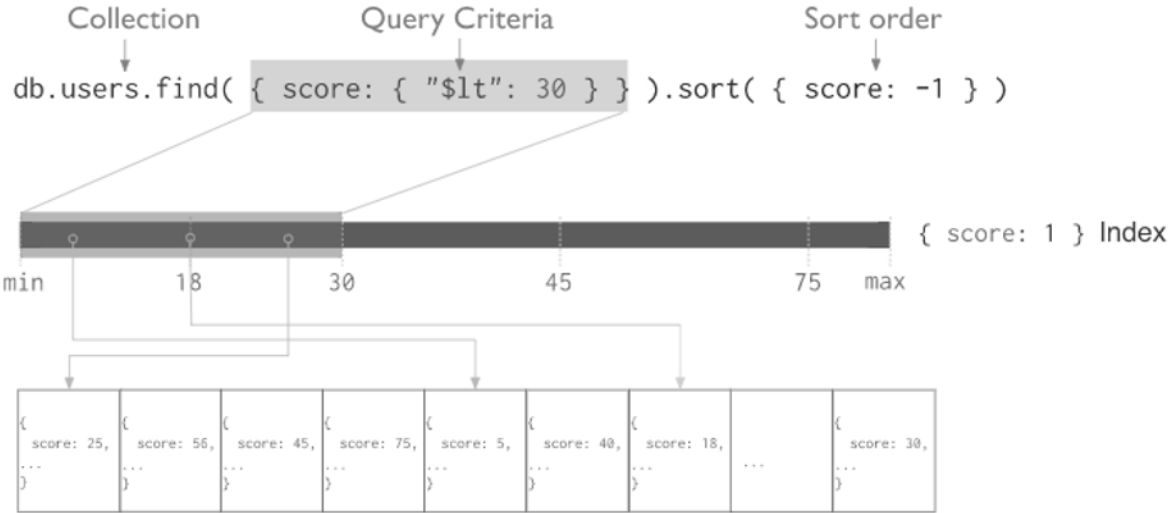 Collection Query Criteria Sort order
db.users.find( { score: { "$lt": 30 } } ).sort( { score: -1 } )
{ score: 1 } Index
min 18 30 45 75 max
{ { { { { { { {
score: 25, score: 56, score: 45, score: 75, score: 5, score: 40, score: 18, score: 30,
... ... ... ... ... ... ... ... ...
} } } } } } } }